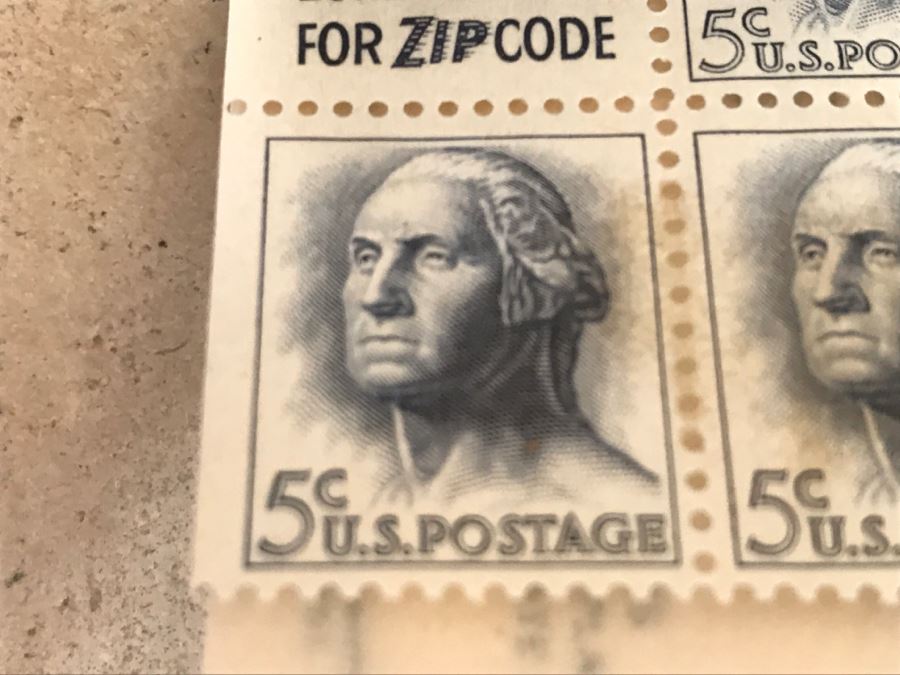 FOR ZIP CODE
5c
U.S.PO
5c
U.S.POSTAGE
5c
U.S.